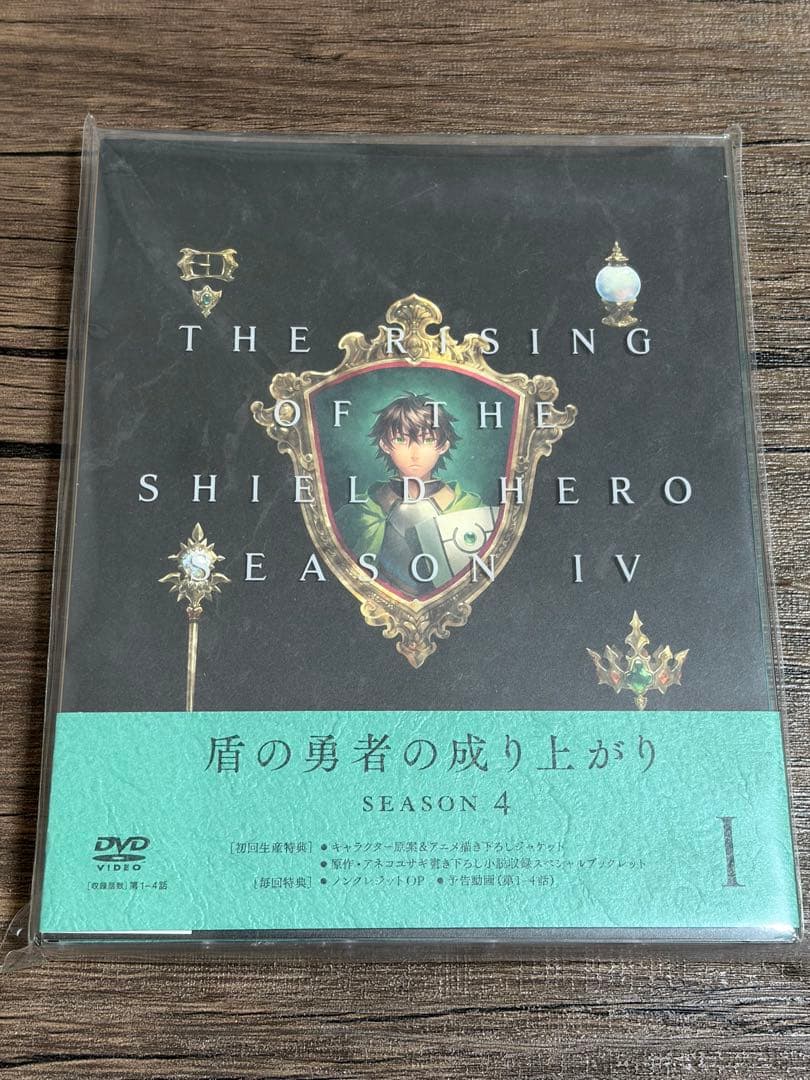 THE RISING
OF THE
SHIELD HERO
SEASON IV
盾の勇者の成り上がり
SEASON 4
I
DVD
VIDEO
[収録話数]第1-4話
[初回生産特典] ●キャラクター原案&アニメ描き下ろしジャケット
●原作・アネコユサギ書き下ろし小説収録スペシャルブックレット
[毎回特典] ●ノンクレジットOP ●予告動画(第1-4話)